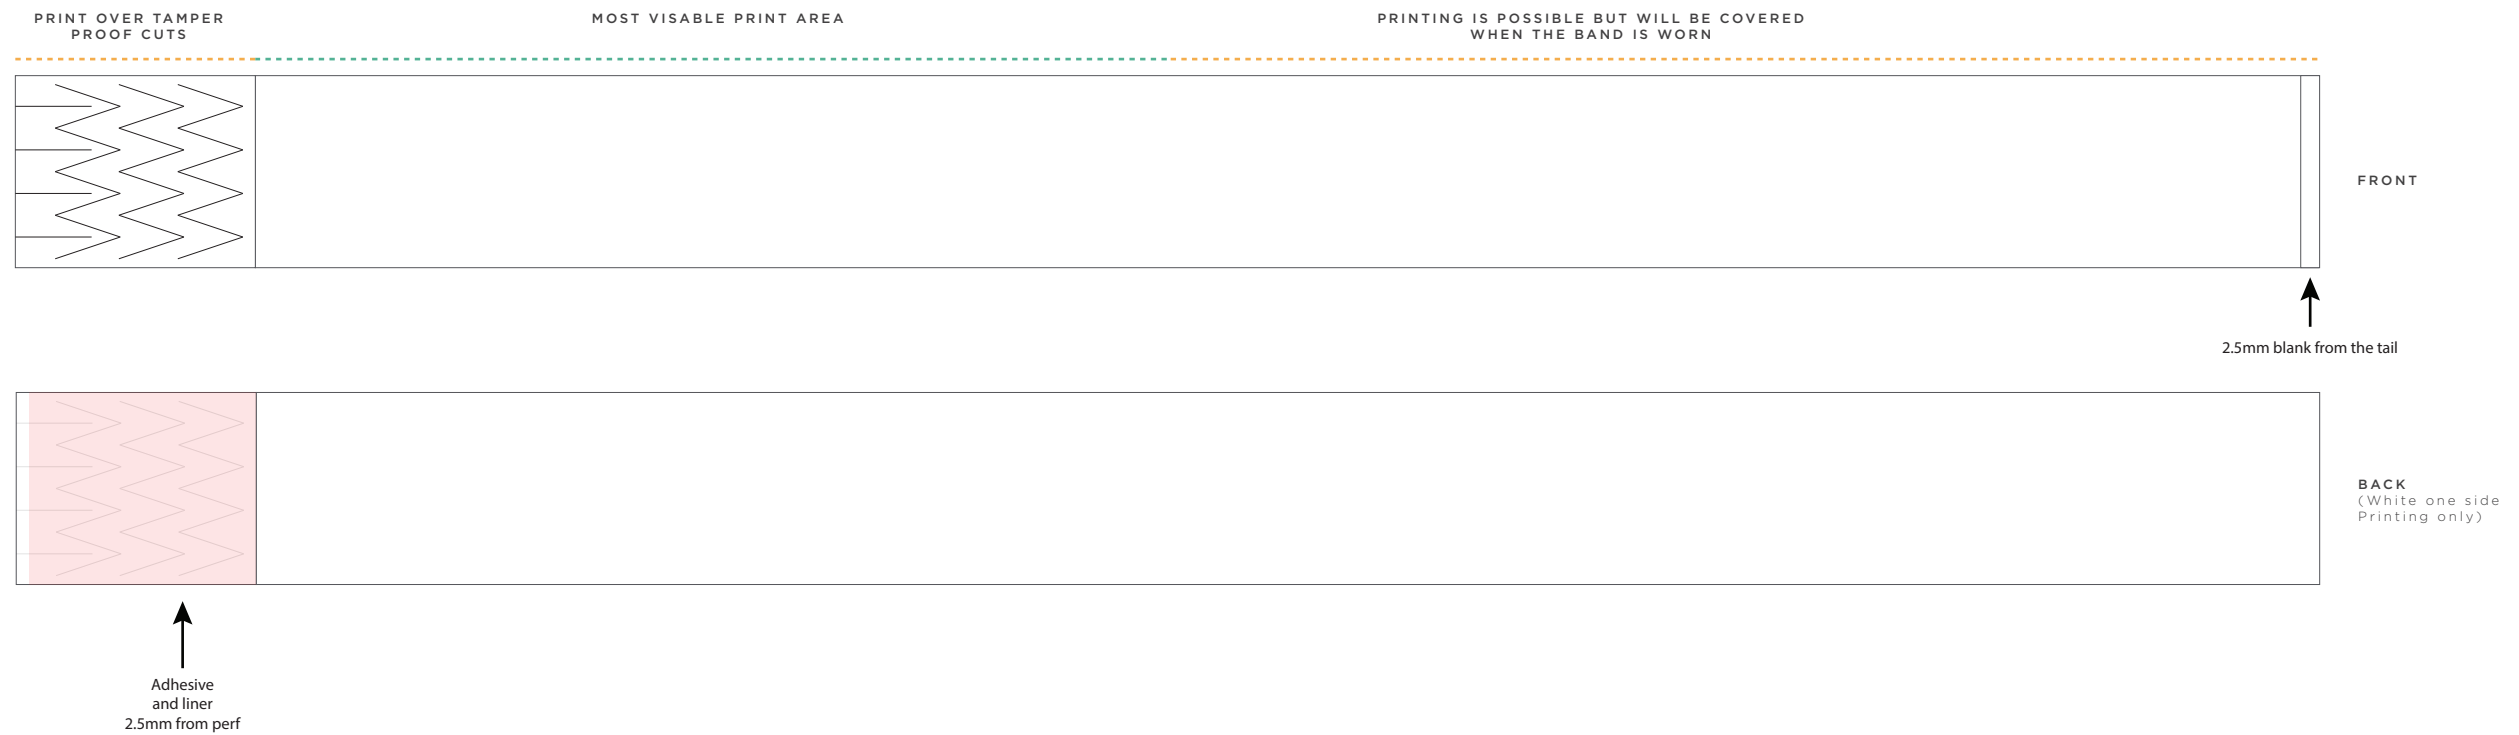 PRINT OVER TAMPER
PROOF CUTS
MOST VISABLE PRINT AREA
PRINTING IS POSSIBLE BUT WILL BE COVERED
WHEN THE BAND IS WORN
FRONT
2.5mm blank from the tail
BACK
(White one side
Printing only)
Adhesive
and liner
2.5mm from perf